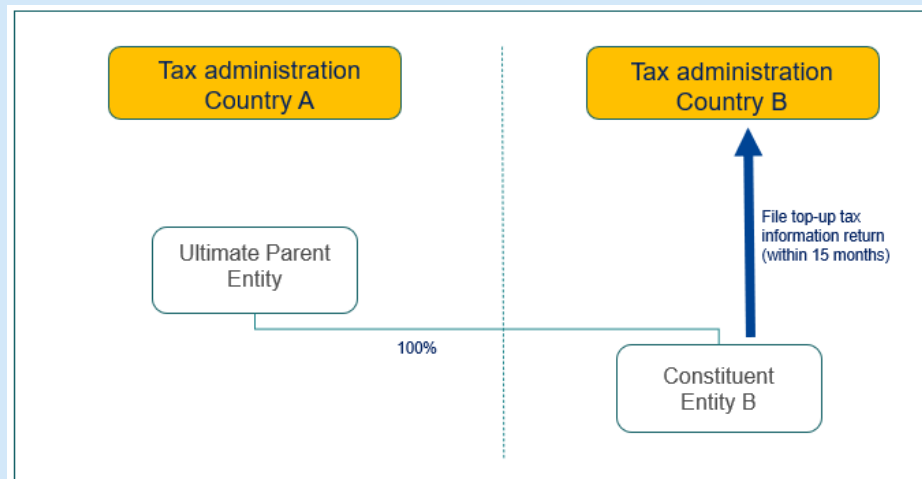 Tax administration
Country A
Tax administration
Country B
File top-up tax
information return
(within 15 months)
Ultimate Parent
Entity
100%
Constituent
Entity B